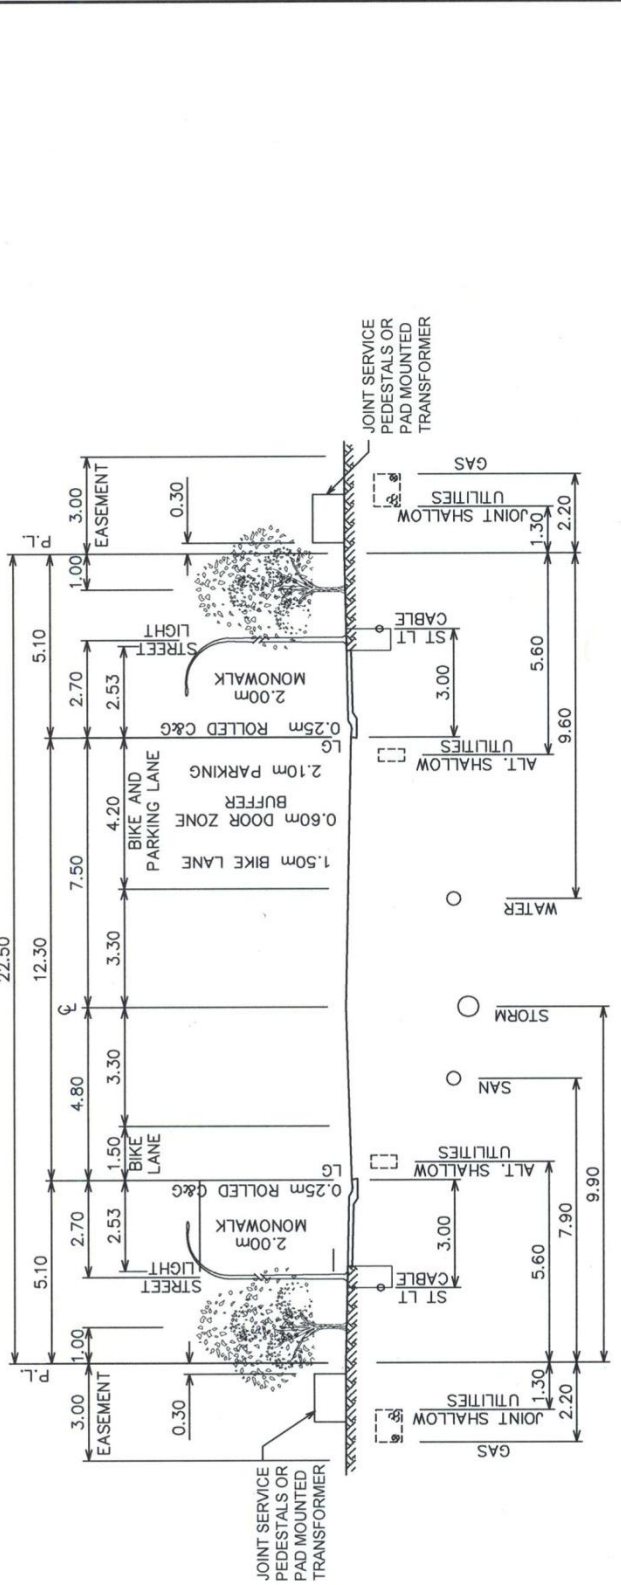 22.50
P.L.
P.L.
5.10
12.30
5.10
3.00
EASEMENT
1.00
2.70
4.80
℄
7.50
2.70
1.00
3.00
EASEMENT
0.30
2.53
1.50
BIKE
LANE
3.30
3.30
4.20
BIKE AND
PARKING LANE
2.53
0.30
STREET
LIGHT
2.00m
MONOWALK
0.25m ROLLED C&G
LG
1.50m BIKE LANE
0.60m DOOR ZONE
BUFFER
2.10m PARKING
LG
0.25m ROLLED C&G
2.00m
MONOWALK
STREET
LIGHT
JOINT SERVICE
PEDESTALS OR
PAD MOUNTED
TRANSFORMER
JOINT SERVICE
PEDESTALS OR
PAD MOUNTED
TRANSFORMER
GAS
JOINT SHALLOW
UTILITIES
1.30
2.20
ST LT
CABLE
3.00
ALT. SHALLOW
UTILITIES
5.60
7.90
9.90
SAN
STORM
WATER
ALT. SHALLOW
UTILITIES
ST LT
CABLE
3.00
5.60
9.60
JOINT SHALLOW
UTILITIES
GAS
1.30
2.20